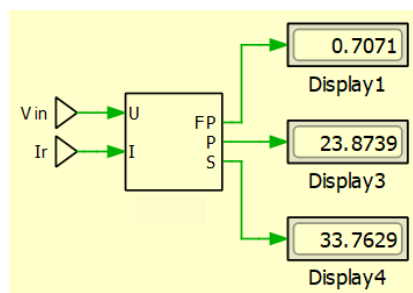 0.7071
Display1
Vin
U
FP
23.8739
P
Ir
I
S
Display3
33.7629
Display4